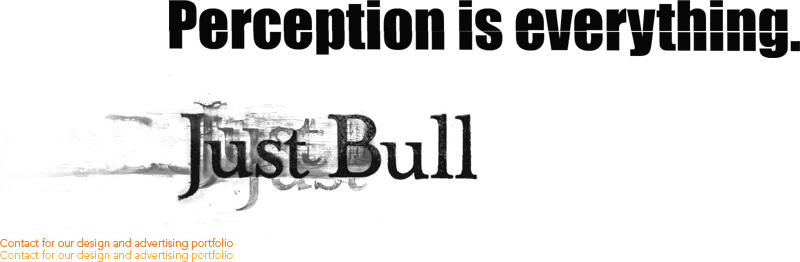 Perception is everything.
Just Bull
Contact for our design and advertising portfolio
Contact for our design and advertising portfolio